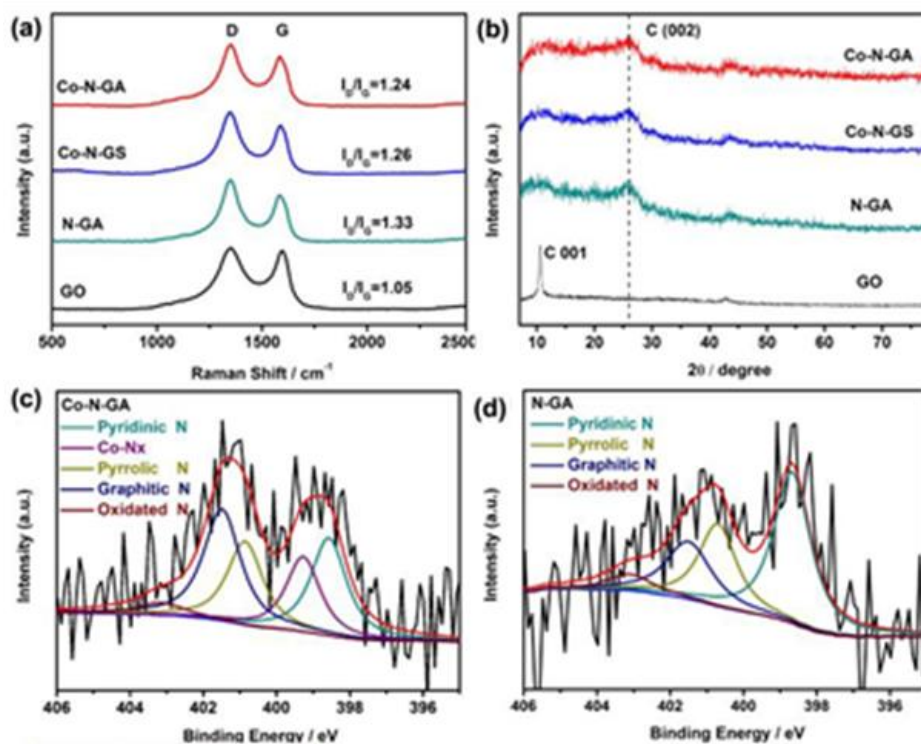 (a)
D G
Co-N-GA
I_D/I_G=1.24
Co-N-GS
I_D/I_G=1.26
N-GA
I_D/I_G=1.33
GO
I_D/I_G=1.05
Intensity (a.u.)
500 1000 1500 2000 2500
Raman Shift / cm⁻¹
(b)
C (002)
Co-N-GA
Co-N-GS
N-GA
C 001
GO
Intensity (a.u.)
10 20 30 40 50 60 70
2θ / degree
(c)
Co-N-GA
Pyridinic N
Co-Nx
Pyrrolic N
Graphitic N
Oxidated N
Intensity (a.u.)
406 404 402 400 398
Binding Energy / eV
(d)
N-GA
Pyridinic N
Pyrrolic N
Graphitic N
Oxidated N
Intensity (a.u.)
406 404 402 400 398 396
Binding Energy / eV